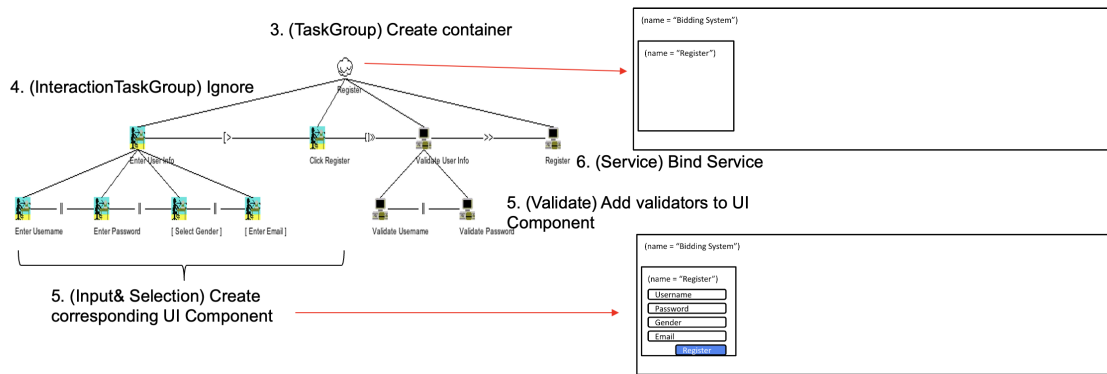 3. (TaskGroup) Create container
(name = "Bidding System")
(name = "Register")
4. (InteractionTaskGroup) Ignore
Register
[>
[]>>
>>
Enter User Info
Click Register
Validate User Info
Register
6. (Service) Bind Service
||
||
||
||
Enter Username
Enter Password
[ Select Gender ]
[ Enter Email ]
Validate Username
Validate Password
5. (Validate) Add validators to UI
Component
5. (Input& Selection) Create
corresponding UI Component
(name = "Bidding System")
(name = "Register")
Username
Password
Gender
Email
Register